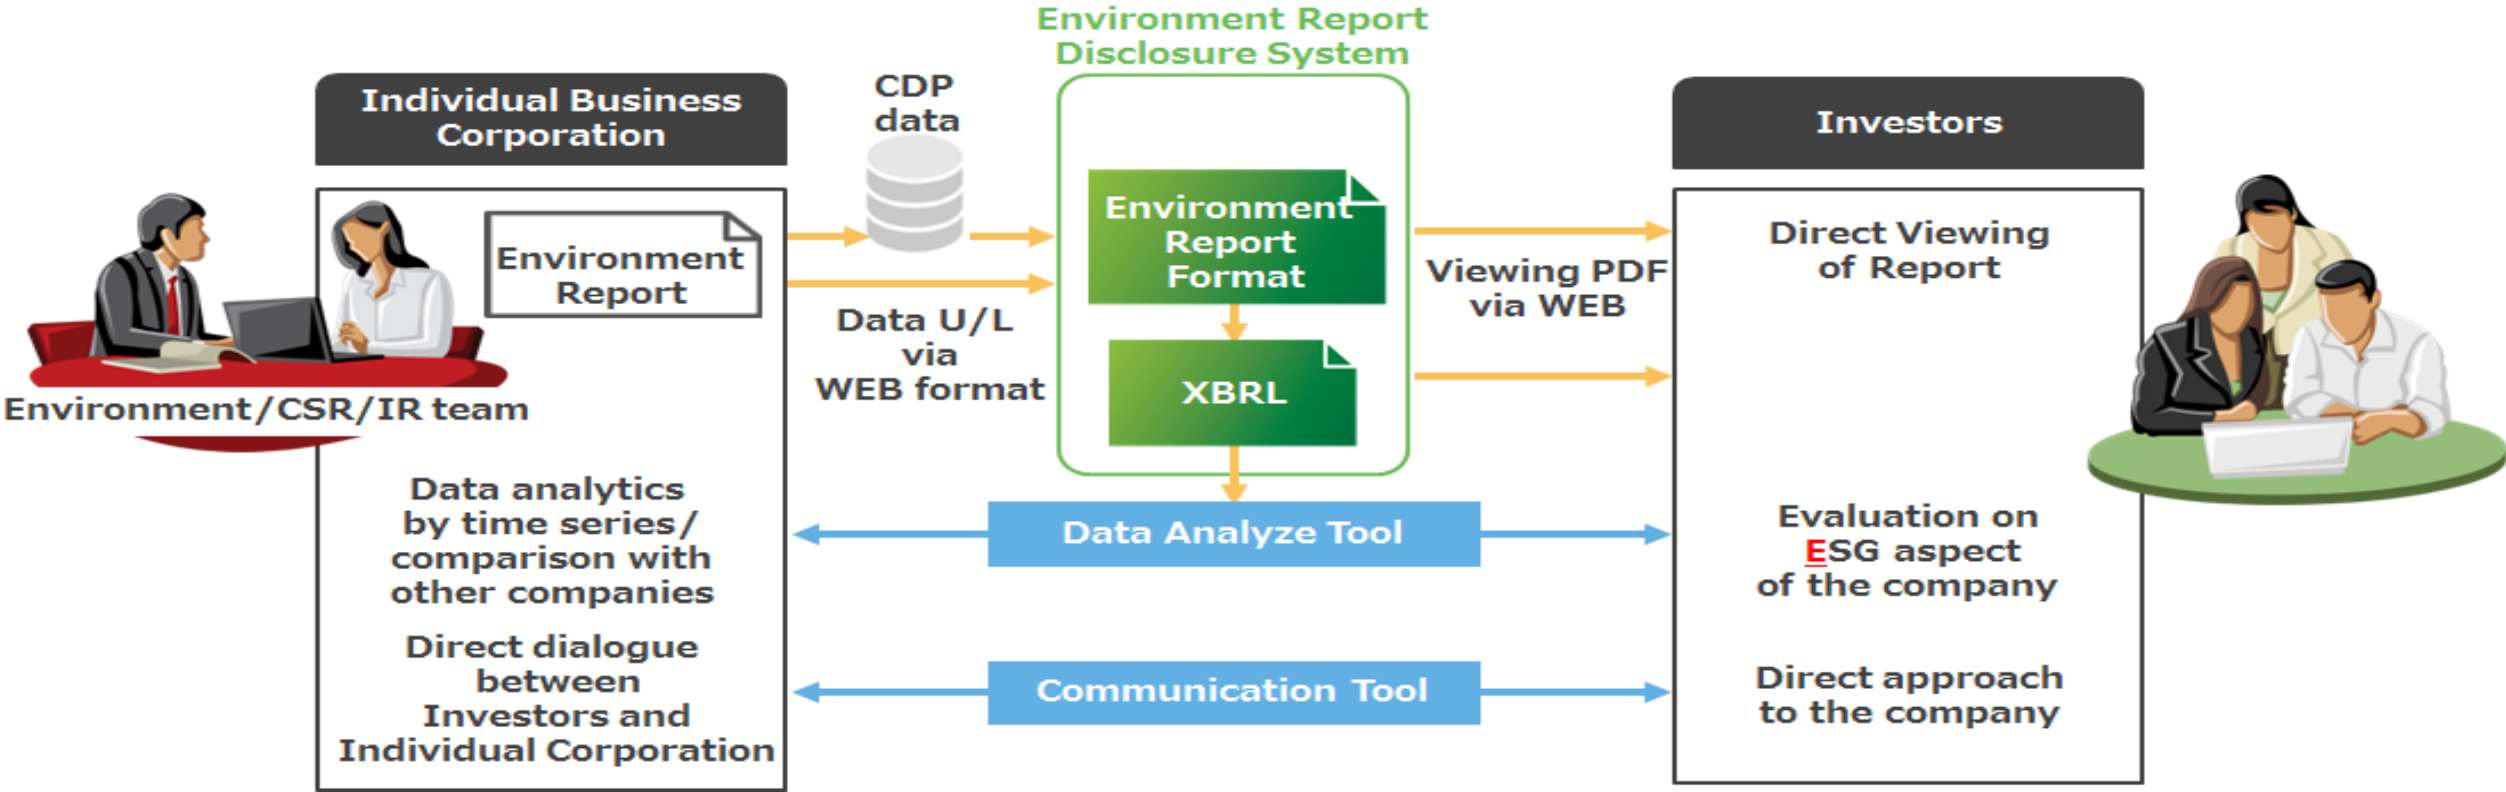 Environment Report
Disclosure System
Individual Business
Corporation
CDP
data
Investors
Environment
Report
Environment
Report
Format
Direct Viewing
of Report
Viewing PDF
via WEB
Data U/L
via
WEB format
XBRL
Environment/CSR/IR team
Data analytics
by time series/
comparison with
other companies
Data Analyze Tool
Evaluation on
ESG aspect
of the company
Direct dialogue
between
Investors and
Individual Corporation
Communication Tool
Direct approach
to the company